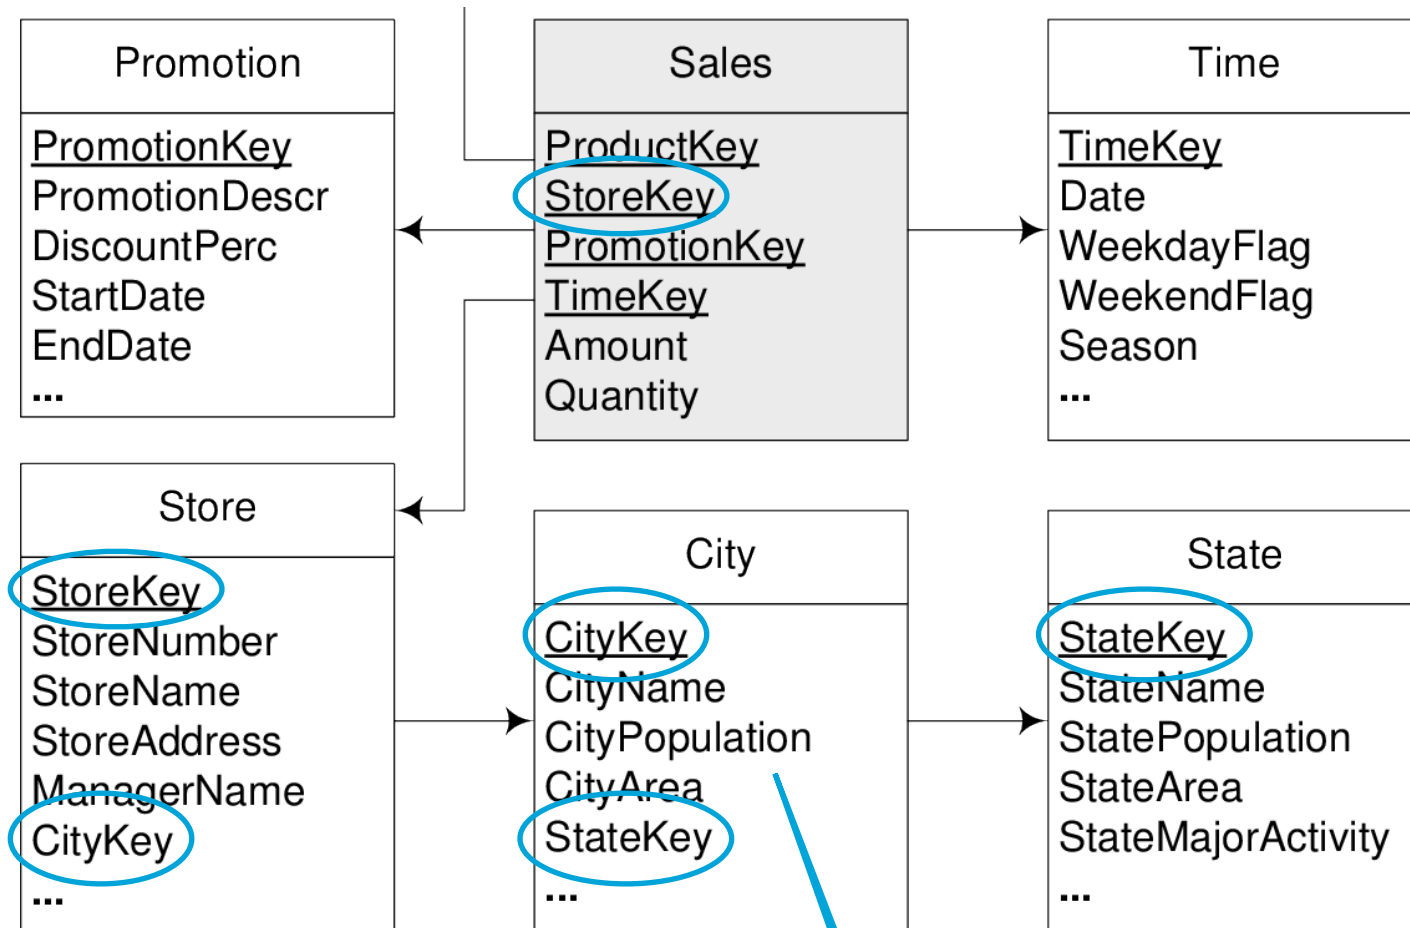 Promotion
PromotionKey
PromotionDescr
DiscountPerc
StartDate
EndDate
...
Sales
ProductKey
StoreKey
PromotionKey
TimeKey
Amount
Quantity
Time
TimeKey
Date
WeekdayFlag
WeekendFlag
Season
...
Store
StoreKey
StoreNumber
StoreName
StoreAddress
ManagerName
CityKey
...
City
CityKey
CityName
CityPopulation
CityArea
StateKey
...
State
StateKey
StateName
StatePopulation
StateArea
StateMajorActivity
...